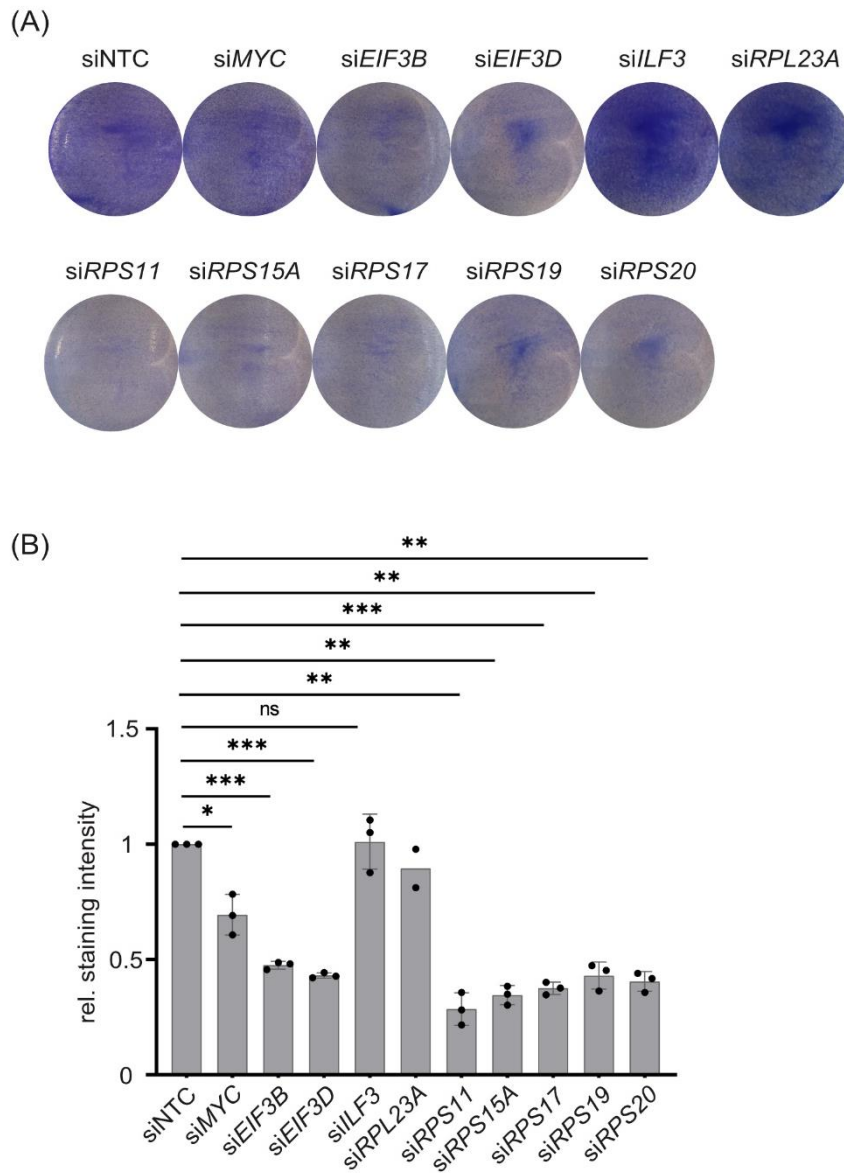 (A)
siNTC siMYC siEIF3B siEIF3D siILF3 siRPL23A
siRPS11 siRPS15A siRPS17 siRPS19 siRPS20
(B)
**
**
***
**
**
ns
***
***
*
1.5
1
0.5
0
rel. staining intensity
siNTC siMYC siEIF3B siEIF3D siILF3 siRPL23A siRPS11 siRPS15A siRPS17 siRPS19 siRPS20